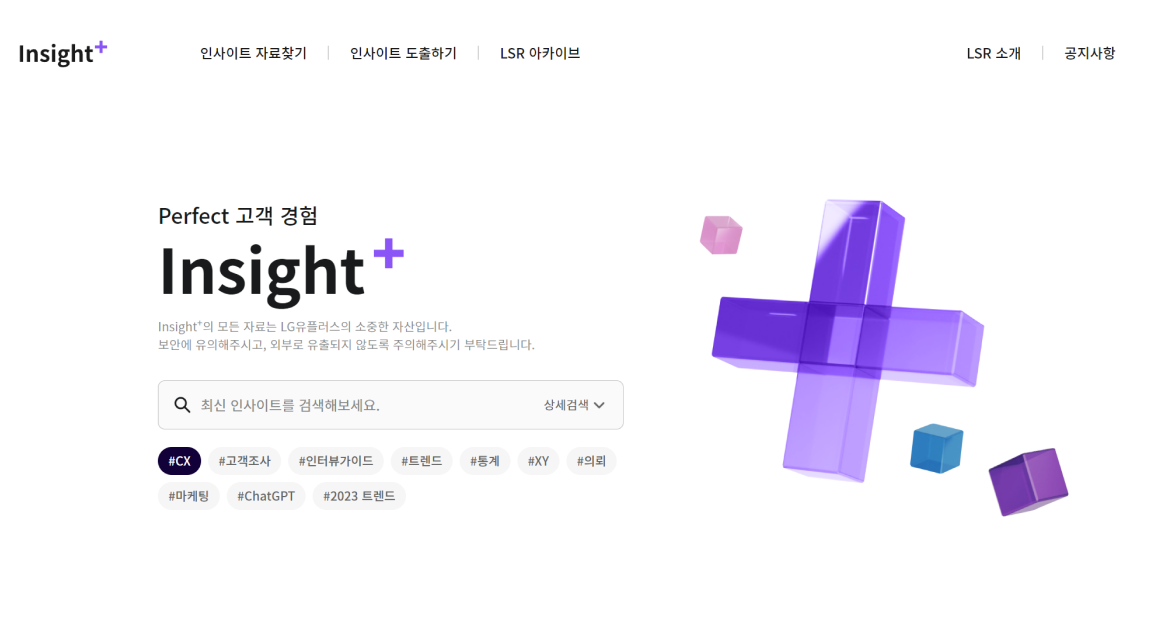 Insight+
인사이트 자료찾기 | 인사이트 도출하기 | LSR 아카이브
LSR 소개 | 공지사항
Perfect 고객 경험
Insight+
Insight+의 모든 자료는 LG유플러스의 소중한 자산입니다.
보안에 유의해주시고, 외부로 유출되지 않도록 주의해주시기 부탁드립니다.
최신 인사이트를 검색해보세요. 상세검색
#CX #고객조사 #인터뷰가이드 #트렌드 #통계 #XY #의뢰
#마케팅 #ChatGPT #2023 트렌드